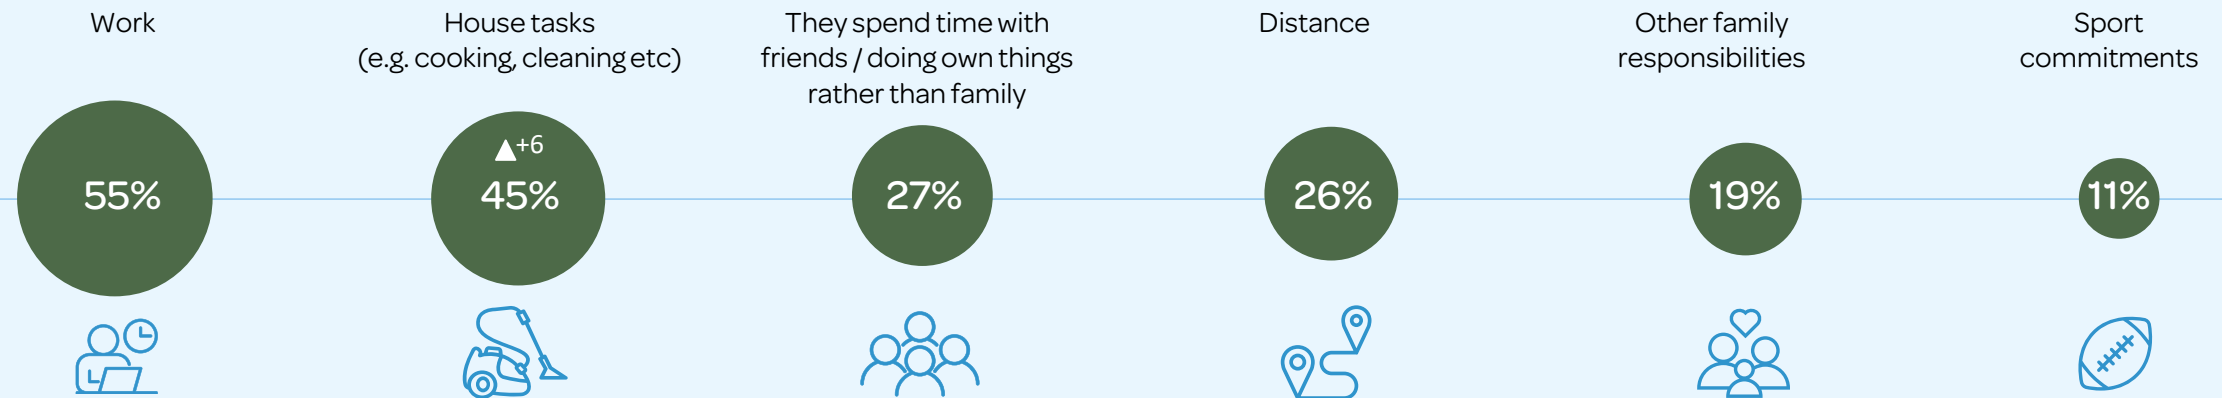 Work
House tasks
(e.g. cooking, cleaning etc)
They spend time with
friends / doing own things
rather than family
Distance
Other family
responsibilities
Sport
commitments
55%
▲+6
45%
27%
26%
19%
11%